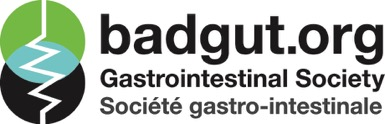 badgut.org
Gastrointestinal Society
Société gastro-intestinale